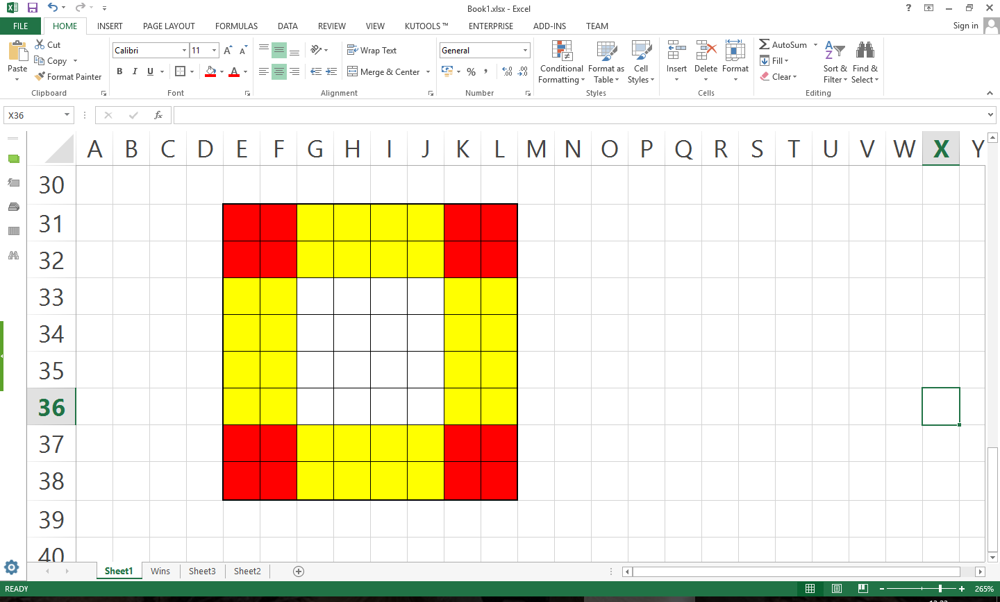 Book1.xlsx - Excel
?
FILE HOME INSERT PAGE LAYOUT FORMULAS DATA REVIEW VIEW KUTOOLS ™ ENTERPRISE ADD-INS TEAM Sign in
Paste
Cut
Copy
Format Painter
Clipboard
Calibri 11 A A
B I U A
Font
Wrap Text
Merge & Center
Alignment
General
% , .00 .0 .00
Number
Conditional Formatting
Format as Table
Cell Styles
Styles
Insert Delete Format
Cells
AutoSum
Fill
Clear
Sort & Filter
Find & Select
Editing
X36 fx
A B C D E F G H I J K L M N O P Q R S T U V W X Y
30
31
32
33
34
35
36
37
38
39
40
Sheet1 Wins Sheet3 Sheet2
READY 265%